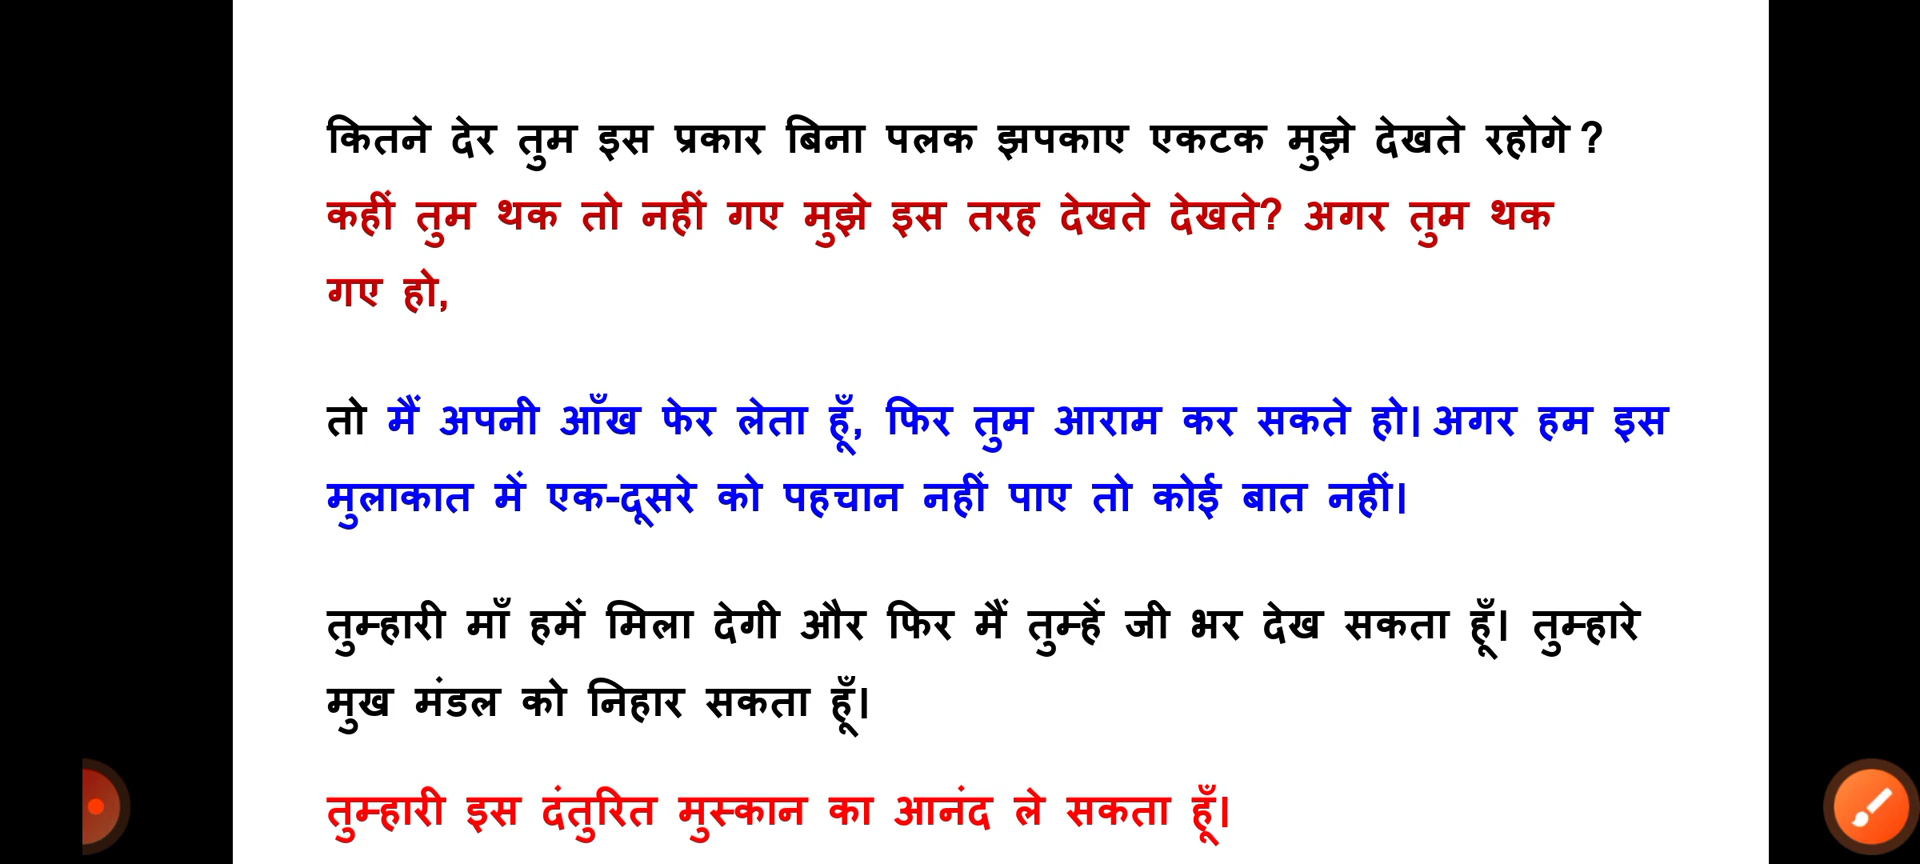 कितने देर तुम इस प्रकार बिना पलक झपकाए एकटक मुझे देखते रहोगे ?
कहीं तुम थक तो नहीं गए मुझे इस तरह देखते देखते? अगर तुम थक
गए हो,
तो मैं अपनी आँख फेर लेता हूँ, फिर तुम आराम कर सकते हो। अगर हम इस
मुलाकात में एक-दूसरे को पहचान नहीं पाए तो कोई बात नहीं।
तुम्हारी माँ हमें मिला देगी और फिर मैं तुम्हें जी भर देख सकता हूँ। तुम्हारे
मुख मंडल को निहार सकता हूँ।
तुम्हारी इस दंतुरित मुस्कान का आनंद ले सकता हूँ।